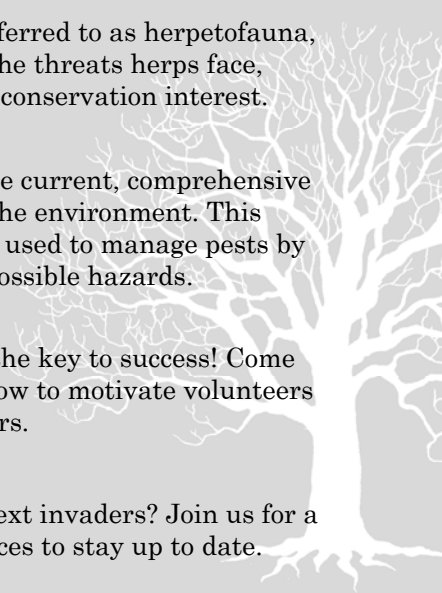 ferred to as herpetofauna,
he threats herps face,
conservation interest.
e current, comprehensive
he environment. This
used to manage pests by
ossible hazards.
he key to success! Come
ow to motivate volunteers
rs.
ext invaders? Join us for a
ces to stay up to date.